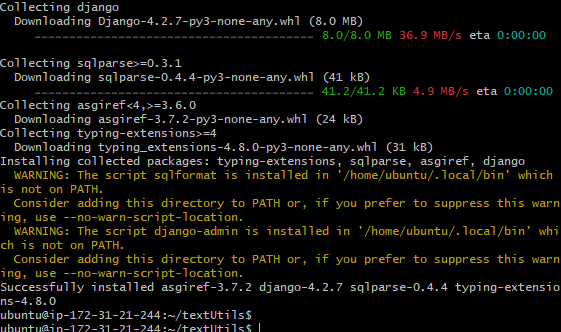 Collecting django
Downloading Django-4.2.7-py3-none-any.whl (8.0 MB)
---------------------------------------- 8.0/8.0 MB 36.9 MB/s eta 0:00:00
Collecting sqlparse>=0.3.1
Downloading sqlparse-0.4.4-py3-none-any.whl (41 kB)
---------------------------------------- 41.2/41.2 KB 4.9 MB/s eta 0:00:00
Collecting asgiref<4,>=3.6.0
Downloading asgiref-3.7.2-py3-none-any.whl (24 kB)
Collecting typing-extensions>=4
Downloading typing_extensions-4.8.0-py3-none-any.whl (31 kB)
Installing collected packages: typing-extensions, sqlparse, asgiref, django
WARNING: The script sqlformat is installed in '/home/ubuntu/.local/bin' which
is not on PATH.
Consider adding this directory to PATH or, if you prefer to suppress this warn
ing, use --no-warn-script-location.
WARNING: The script django-admin is installed in '/home/ubuntu/.local/bin' whi
ch is not on PATH.
Consider adding this directory to PATH or, if you prefer to suppress this warn
ing, use --no-warn-script-location.
Successfully installed asgiref-3.7.2 django-4.2.7 sqlparse-0.4.4 typing-extensio
ns-4.8.0
ubuntu@ip-172-31-21-244:~/textUtils$
ubuntu@ip-172-31-21-244:~/textUtils$